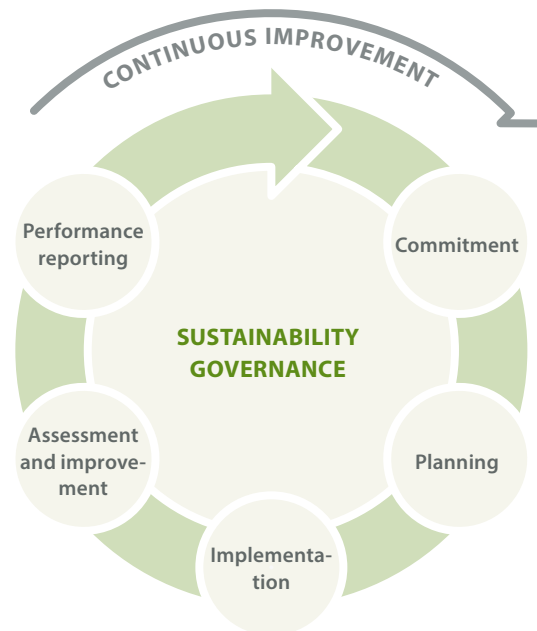 CONTINUOUS IMPROVEMENT
Performance
reporting
Commitment
SUSTAINABILITY
GOVERNANCE
Assessment
and improve-
ment
Planning
Implementa-
tion